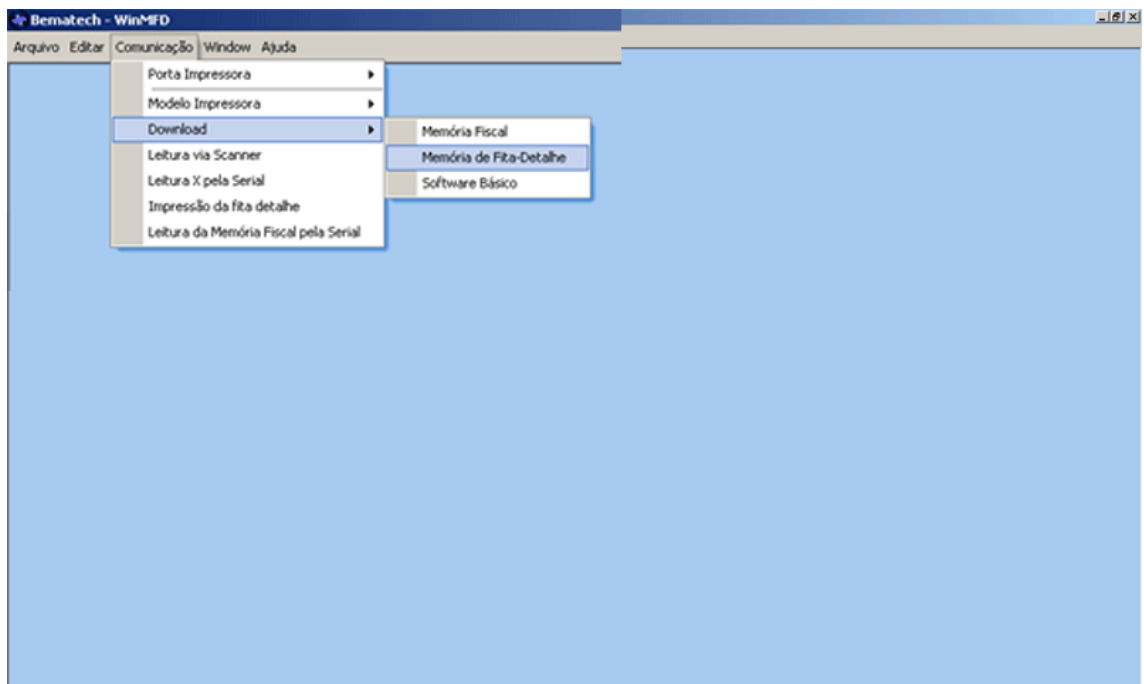 Bematech - WinMFD
Arquivo Editar Comunicação Window Ajuda
Porta Impressora
Modelo Impressora
Download
Leitura via Scanner
Leitura X pela Serial
Impressão da fita detalhe
Leitura da Memória Fiscal pela Serial
Memória Fiscal
Memória de Fita-Detalhe
Software Básico